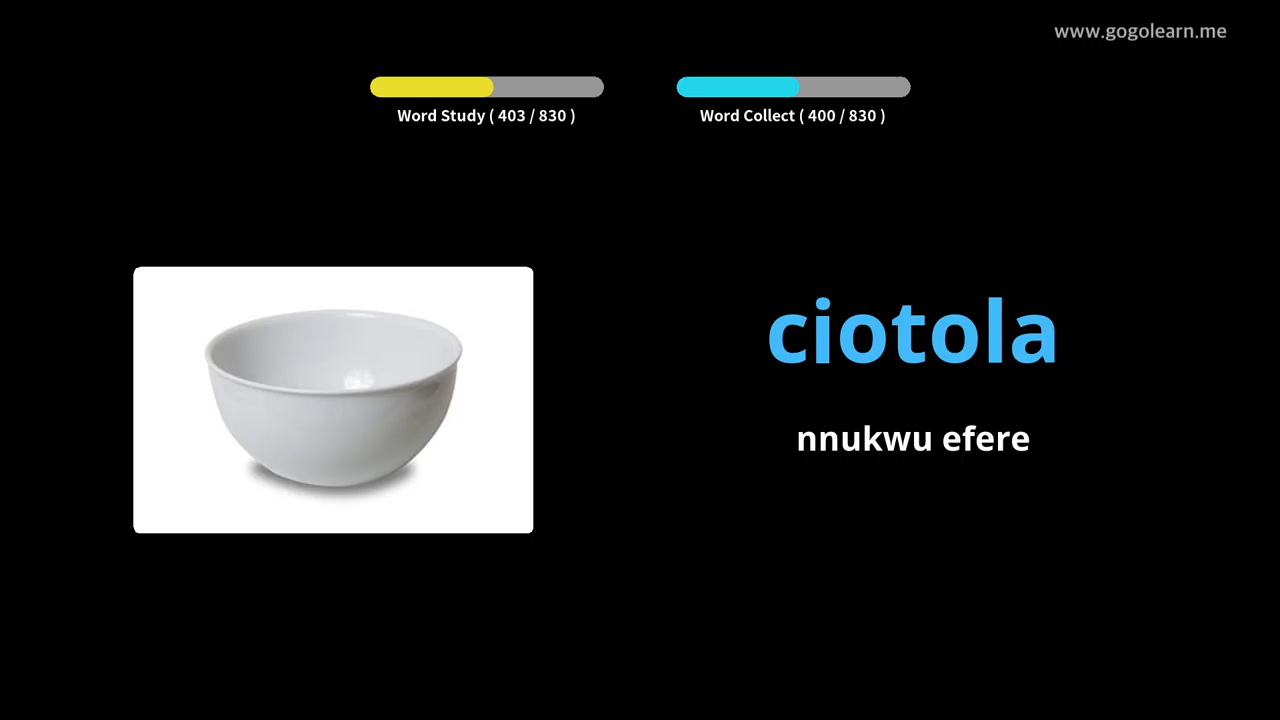 www.gogolearn.me
Word Study ( 403 / 830 )
Word Collect ( 400 / 830 )
ciotola
nnukwu efere